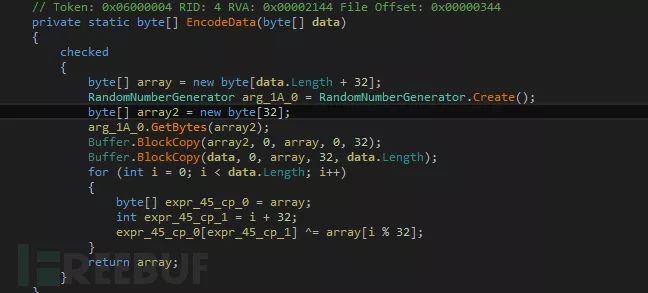 // Token: 0x06000004 RID: 4 RVA: 0x00002144 File Offset: 0x00000344
private static byte[] EncodeData(byte[] data)
{
    checked
    {
        byte[] array = new byte[data.Length + 32];
        RandomNumberGenerator arg_1A_0 = RandomNumberGenerator.Create();
        byte[] array2 = new byte[32];
        arg_1A_0.GetBytes(array2);
        Buffer.BlockCopy(array2, 0, array, 0, 32);
        Buffer.BlockCopy(data, 0, array, 32, data.Length);
        for (int i = 0; i < data.Length; i++)
        {
            byte[] expr_45_cp_0 = array;
            int expr_45_cp_1 = i + 32;
            expr_45_cp_0[expr_45_cp_1] ^= array[i % 32];
        }
        return array;
    }
}
FREEBUF